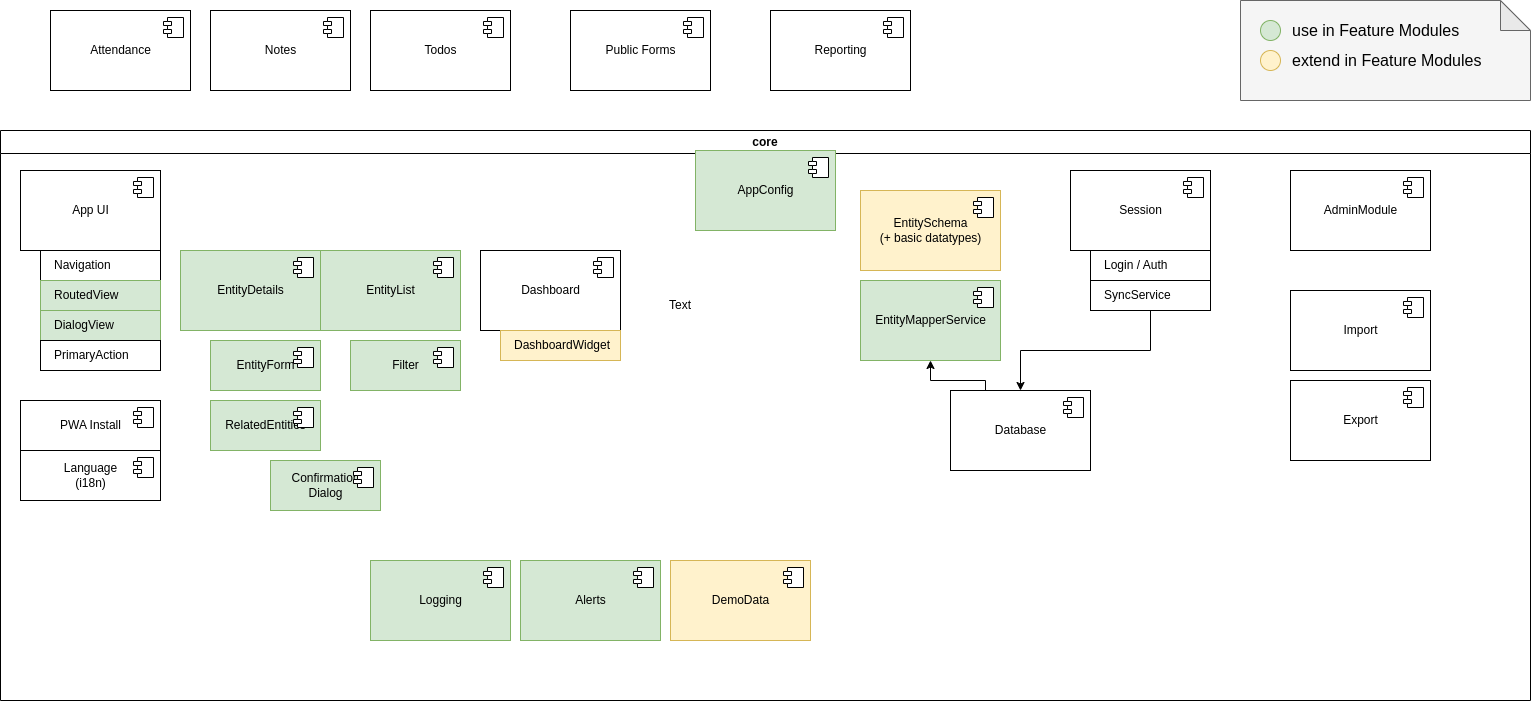 Attendance
Notes
Todos
Public Forms
Reporting
use in Feature Modules
extend in Feature Modules
core
App UI
Navigation
RoutedView
DialogView
PrimaryAction
PWA Install
Language
(i18n)
EntityDetails
EntityList
EntityForm
Filter
RelatedEntities
Confirmation
Dialog
Dashboard
DashboardWidget
Text
AppConfig
EntitySchema
(+ basic datatypes)
EntityMapperService
Session
Login / Auth
SyncService
Database
AdminModule
Import
Export
Logging
Alerts
DemoData